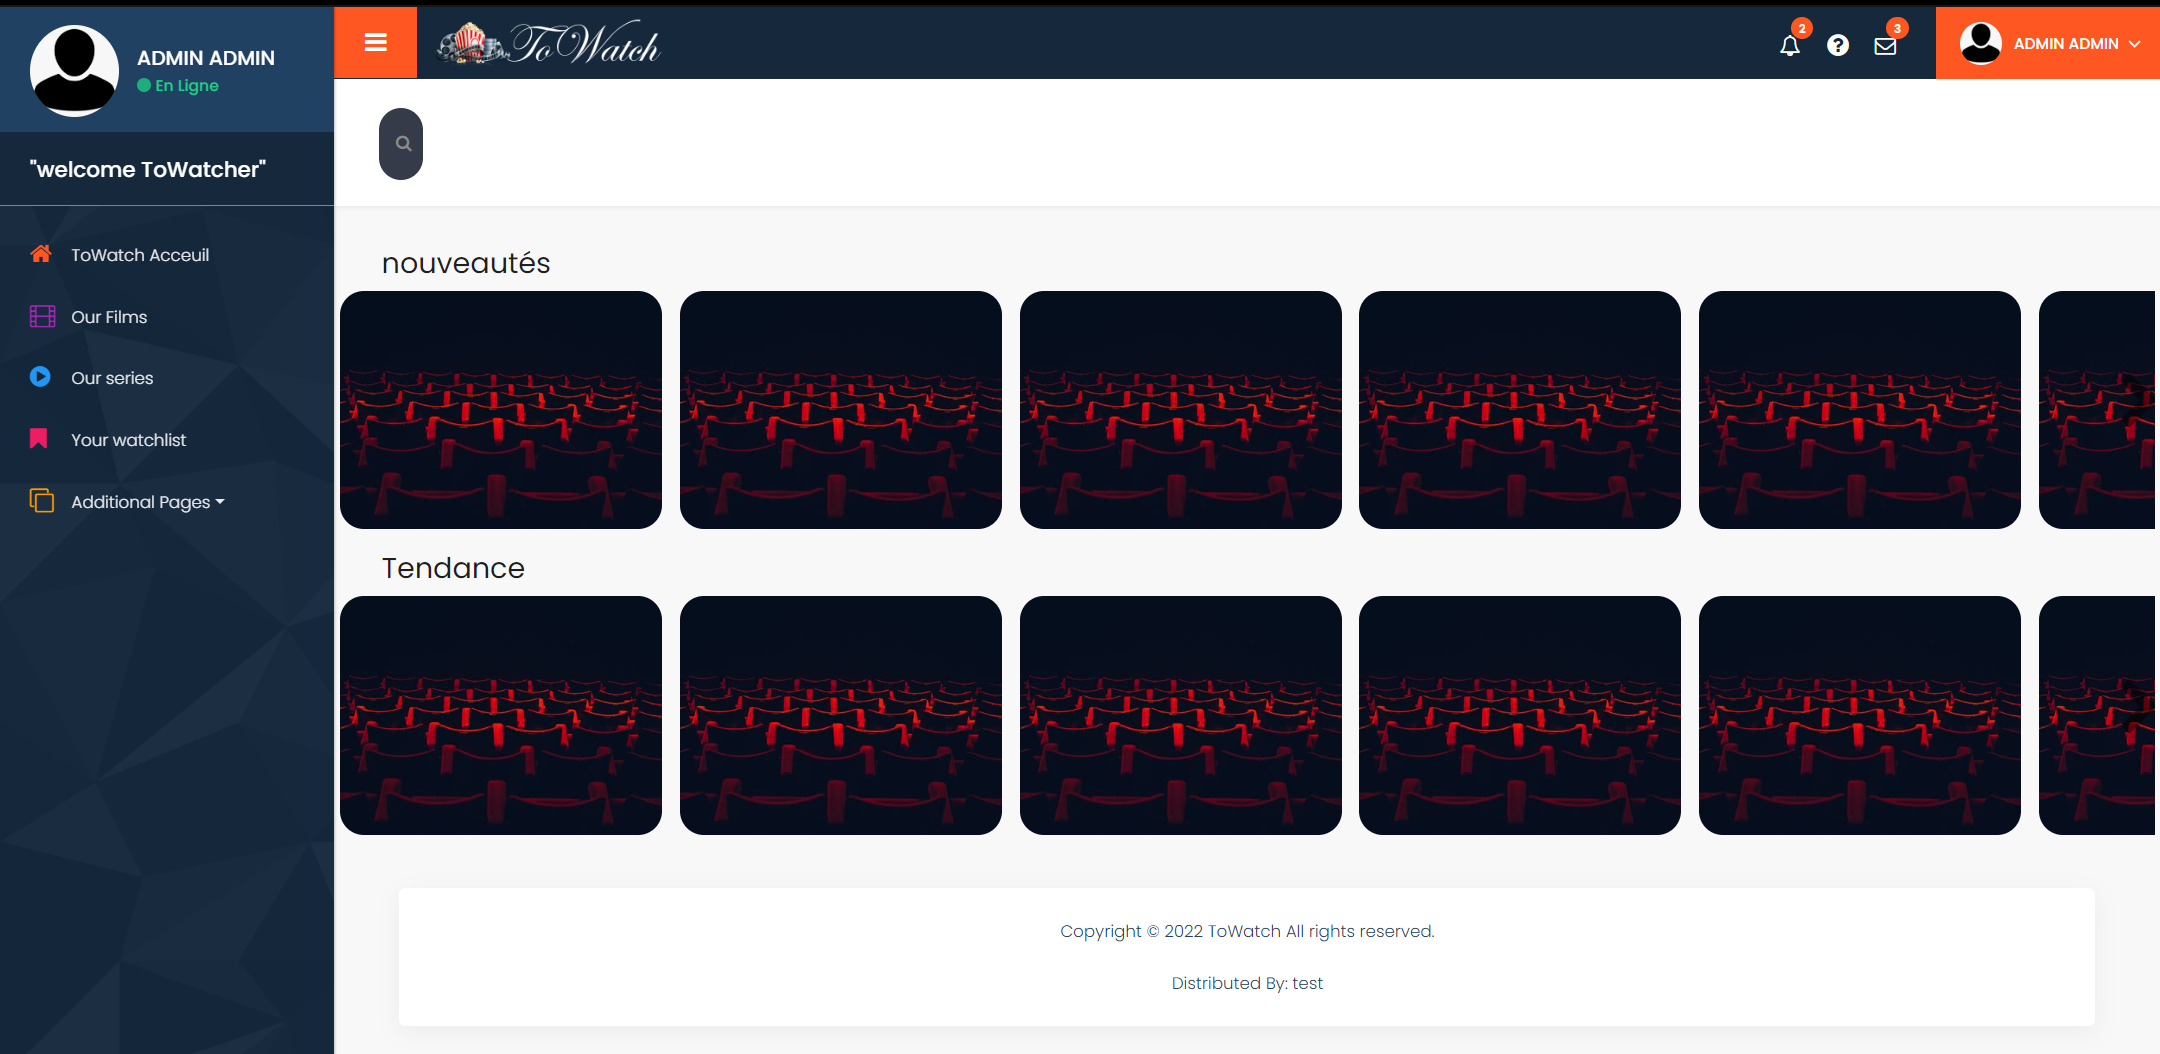 ADMIN ADMIN
En Ligne
"welcome ToWatcher"
ToWatch Acceuil
Our Films
Our series
Your watchlist
Additional Pages
ToWatch
2
3
ADMIN ADMIN
nouveautés
Tendance
Copyright © 2022 ToWatch All rights reserved.
Distributed By: test